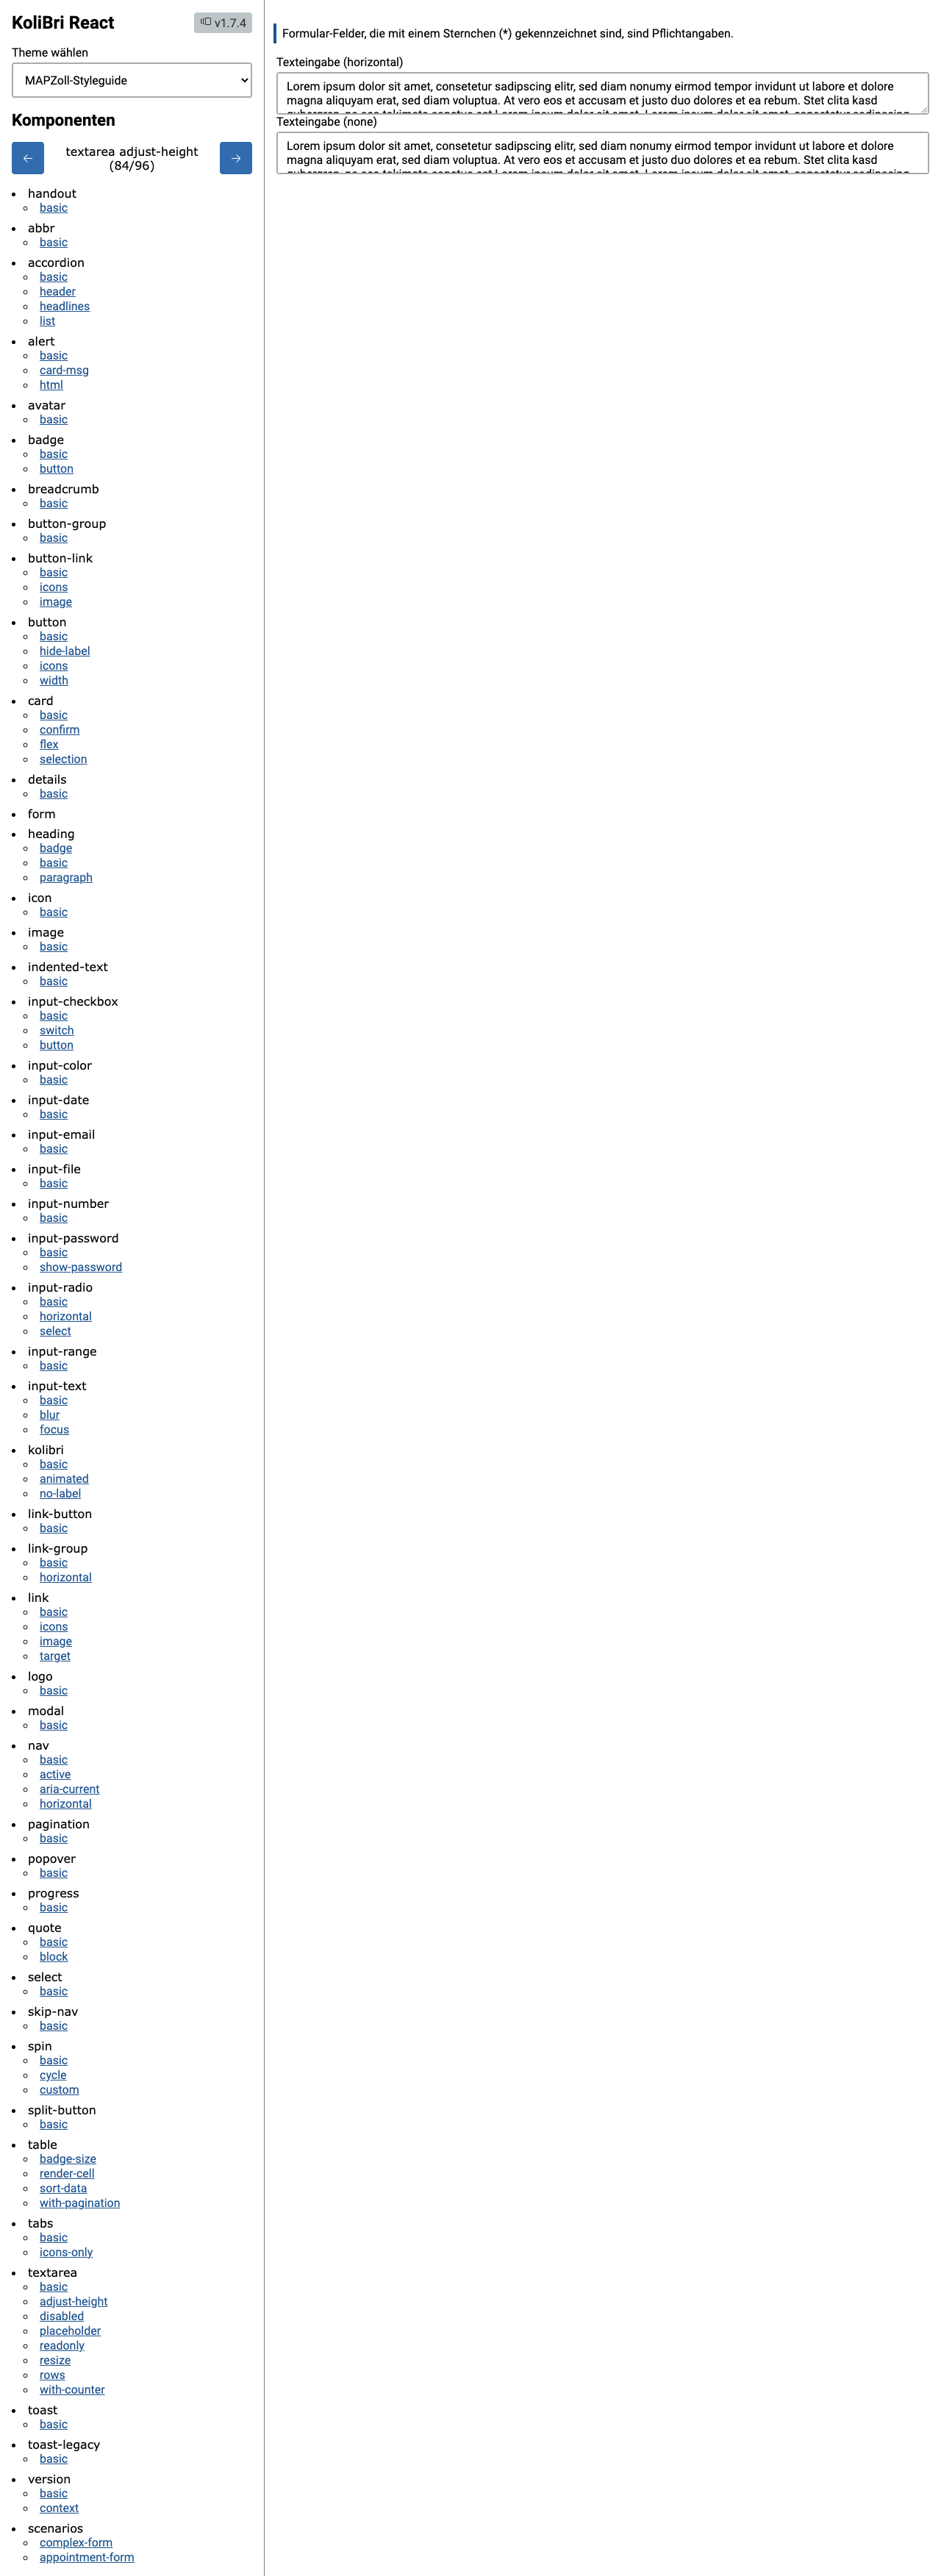 KoliBri React
v1.7.4
Theme wählen
MAPZoll-Styleguide
Komponenten
←
textarea adjust-height
(84/96)
→
handout
basic
abbr
basic
accordion
basic
header
headlines
list
alert
basic
card-msg
html
avatar
basic
badge
basic
button
breadcrumb
basic
button-group
basic
button-link
basic
icons
image
button
basic
hide-label
icons
width
card
basic
confirm
flex
selection
details
basic
form
heading
badge
basic
paragraph
icon
basic
image
basic
indented-text
basic
input-checkbox
basic
switch
button
input-color
basic
input-date
basic
input-email
basic
input-file
basic
input-number
basic
input-password
basic
show-password
input-radio
basic
horizontal
select
input-range
basic
input-text
basic
blur
focus
kolibri
basic
animated
no-label
link-button
basic
link-group
basic
horizontal
link
basic
icons
image
target
logo
basic
modal
basic
nav
basic
active
aria-current
horizontal
pagination
basic
popover
basic
progress
basic
quote
basic
block
select
basic
skip-nav
basic
spin
basic
cycle
custom
split-button
basic
table
badge-size
render-cell
sort-data
with-pagination
tabs
basic
icons-only
textarea
basic
adjust-height
disabled
placeholder
readonly
resize
rows
with-counter
toast
basic
toast-legacy
basic
version
basic
context
scenarios
complex-form
appointment-form
Formular-Felder, die mit einem Sternchen (*) gekennzeichnet sind, sind Pflichtangaben.
Texteingabe (horizontal)
Lorem ipsum dolor sit amet, consetetur sadipscing elitr, sed diam nonumy eirmod tempor invidunt ut labore et dolore
magna aliquyam erat, sed diam voluptua. At vero eos et accusam et justo duo dolores et ea rebum. Stet clita kasd
Texteingabe (none)
Lorem ipsum dolor sit amet, consetetur sadipscing elitr, sed diam nonumy eirmod tempor invidunt ut labore et dolore
magna aliquyam erat, sed diam voluptua. At vero eos et accusam et justo duo dolores et ea rebum. Stet clita kasd